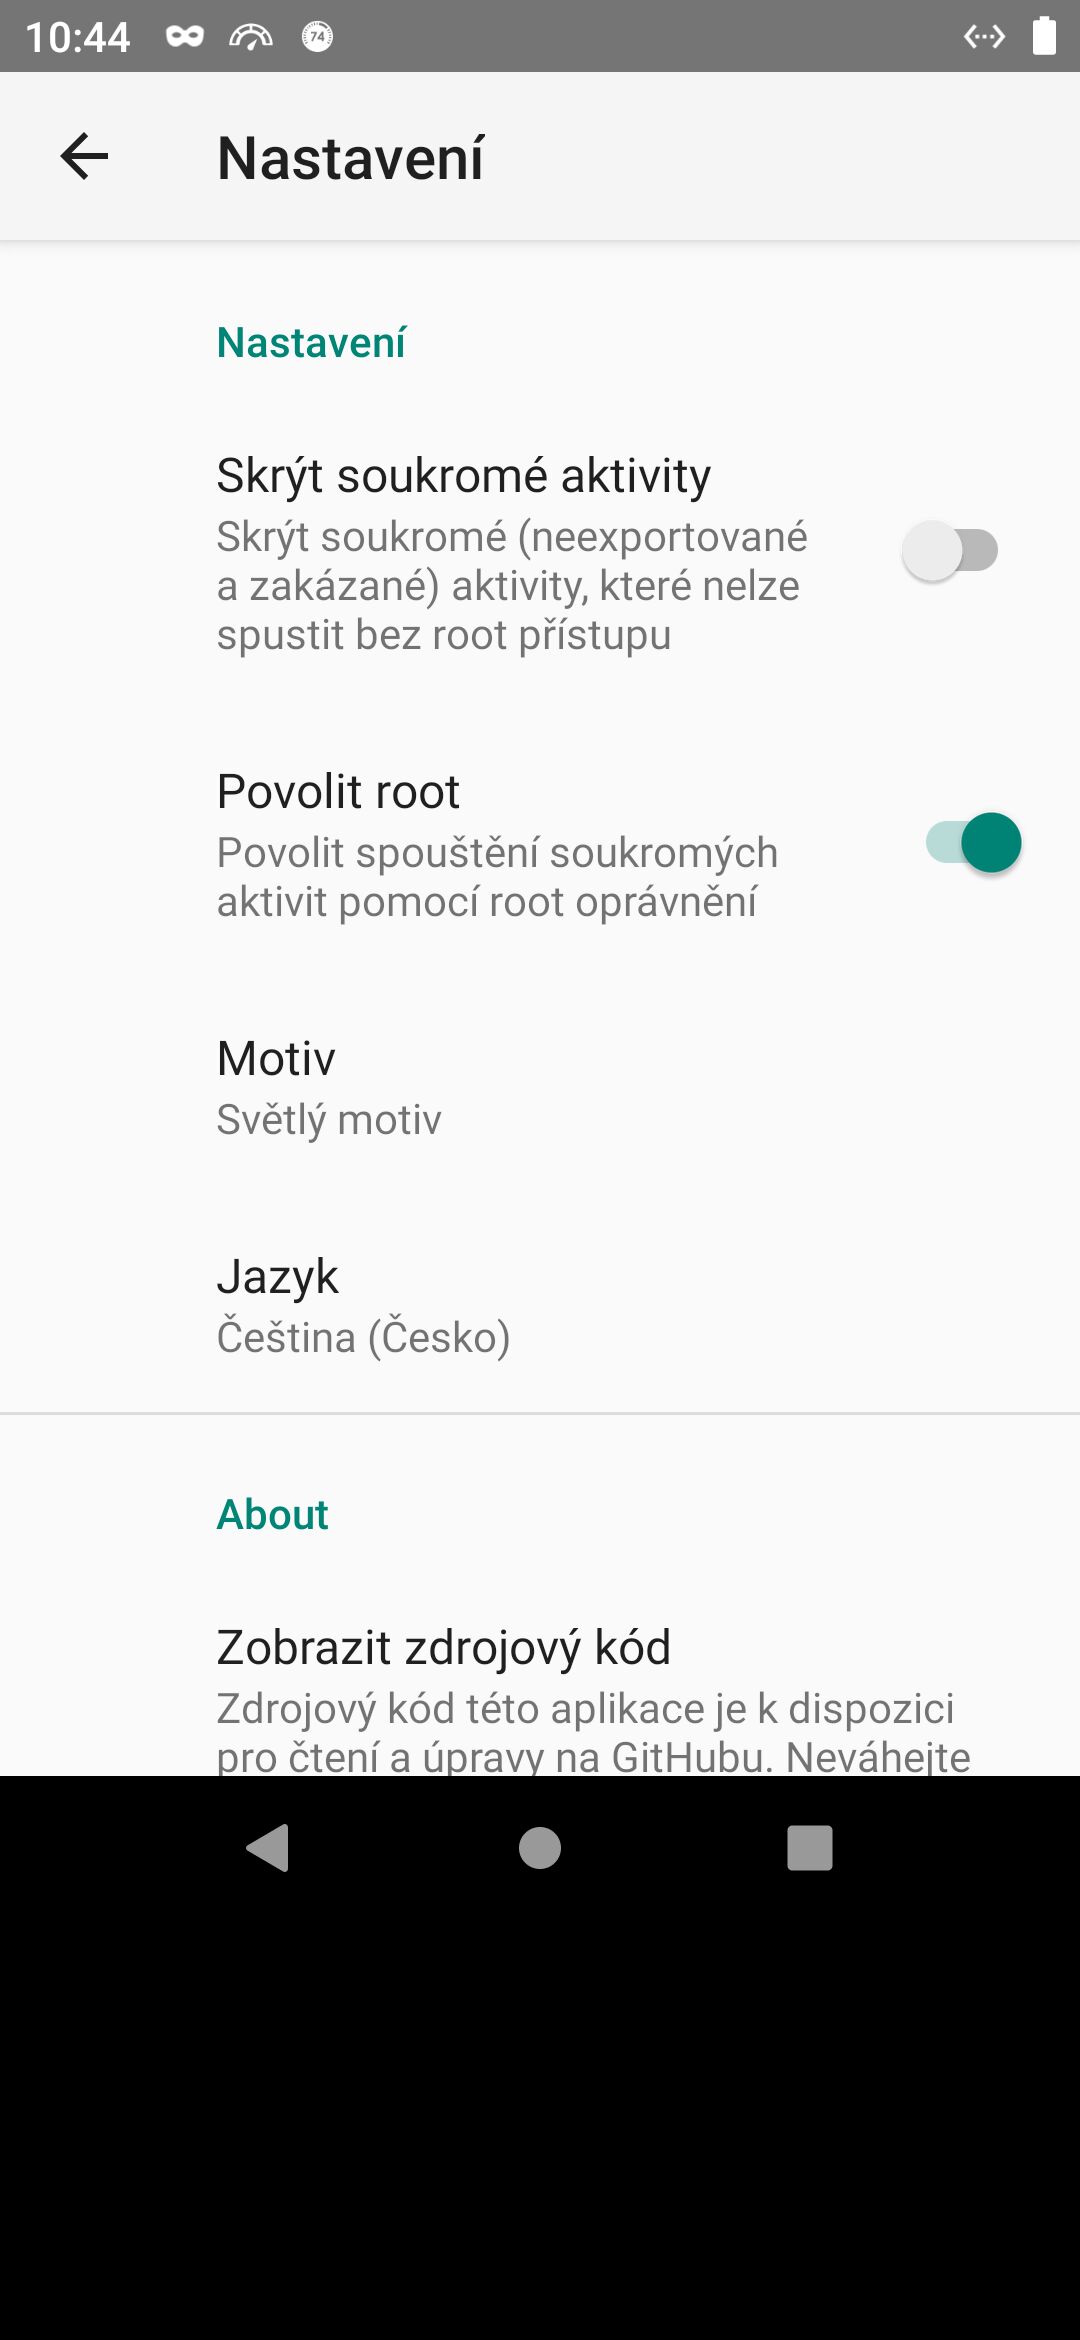 10:44
74
Nastavení
Nastavení
Skrýt soukromé aktivity
Skrýt soukromé (neexportované
a zakázané) aktivity, které nelze
spustit bez root přístupu
Povolit root
Povolit spouštění soukromých
aktivit pomocí root oprávnění
Motiv
Světlý motiv
Jazyk
Čeština (Česko)
About
Zobrazit zdrojový kód
Zdrojový kód této aplikace je k dispozici
pro čtení a úpravy na GitHubu. Neváhejte